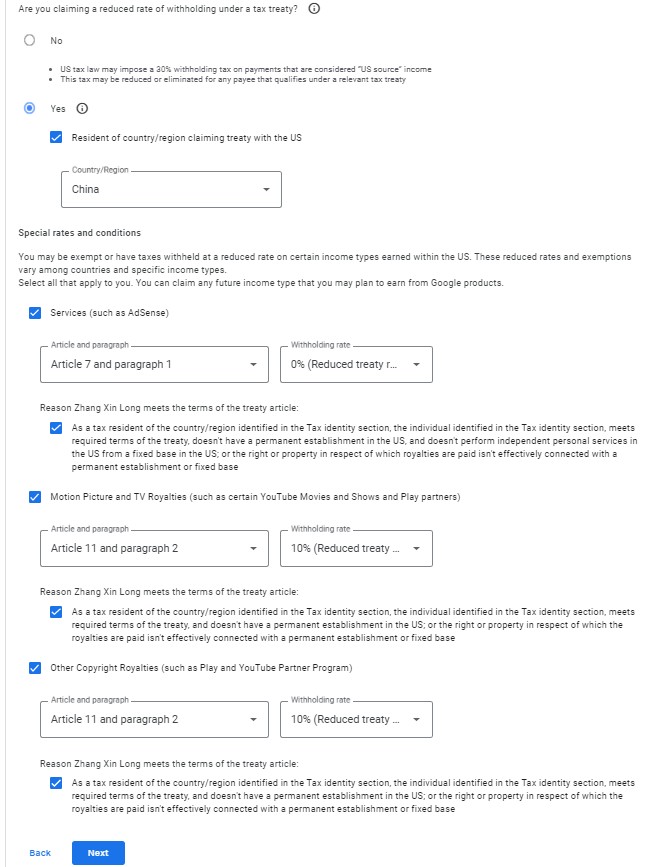 Are you claiming a reduced rate of withholding under a tax treaty?
No
US tax law may impose a 30% withholding tax on payments that are considered "US source" income
This tax may be reduced or eliminated for any payee that qualifies under a relevant tax treaty
Yes
Resident of country/region claiming treaty with the US
Country/Region
China
Special rates and conditions
You may be exempt or have taxes withheld at a reduced rate on certain income types earned within the US. These reduced rates and exemptions
vary among countries and specific income types.
Select all that apply to you. You can claim any future income type that you may plan to earn from Google products.
Services (such as AdSense)
Article and paragraph
Withholding rate
Article 7 and paragraph 1
0% (Reduced treaty r...
Reason Zhang Xin Long meets the terms of the treaty article:
As a tax resident of the country/region identified in the Tax identity section, the individual identified in the Tax identity section, meets
required terms of the treaty, doesn't have a permanent establishment in the US, and doesn't perform independent personal services in
the US from a fixed base in the US; or the right or property in respect of which royalties are paid isn't effectively connected with a
permanent establishment or fixed base
Motion Picture and TV Royalties (such as certain YouTube Movies and Shows and Play partners)
Article and paragraph
Withholding rate
Article 11 and paragraph 2
10% (Reduced treaty ...
Reason Zhang Xin Long meets the terms of the treaty article:
As a tax resident of the country/region identified in the Tax identity section, the individual identified in the Tax identity section, meets
required terms of the treaty, and doesn't have a permanent establishment in the US; or the right or property in respect of which the
royalties are paid isn't effectively connected with a permanent establishment or fixed base
Other Copyright Royalties (such as Play and YouTube Partner Program)
Article and paragraph
Withholding rate
Article 11 and paragraph 2
10% (Reduced treaty ...
Reason Zhang Xin Long meets the terms of the treaty article:
As a tax resident of the country/region identified in the Tax identity section, the individual identified in the Tax identity section, meets
required terms of the treaty, and doesn't have a permanent establishment in the US; or the right or property in respect of which the
royalties are paid isn't effectively connected with a permanent establishment or fixed base
Back
Next